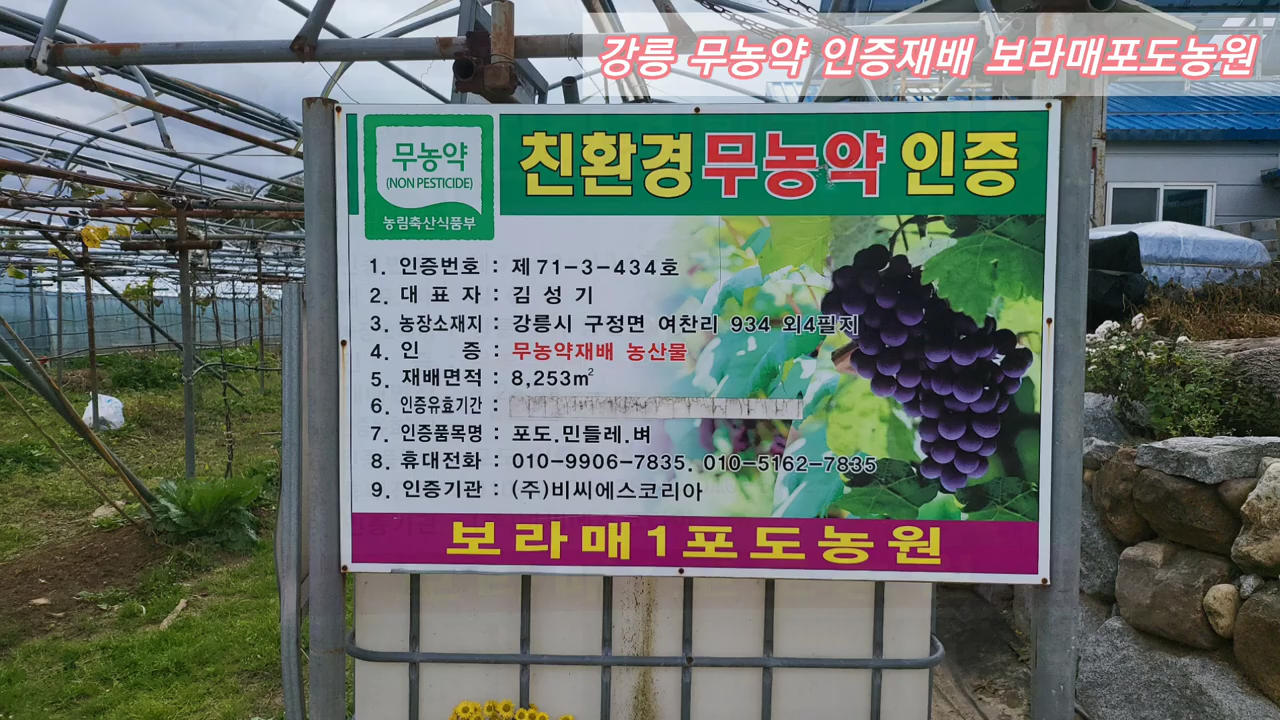 강릉 무농약 인증재배 보라매포도농원
무농약
(NON PESTICIDE)
농림축산식품부
친환경무농약 인증
1. 인증번호 : 제71-3-434호
2. 대 표 자 : 김 성 기
3. 농장소재지 : 강릉시 구정면 여찬리 934 외4필지
4. 인 증 : 무농약재배 농산물
5. 재배면적 : 8,253㎡
6. 인증유효기간 :
7. 인증품목명 : 포도.민들레.벼
8. 휴대전화 : 010-9906-7835. 010-5162-7835
9. 인증기관 : (주)비씨에스코리아
보라매1포도농원